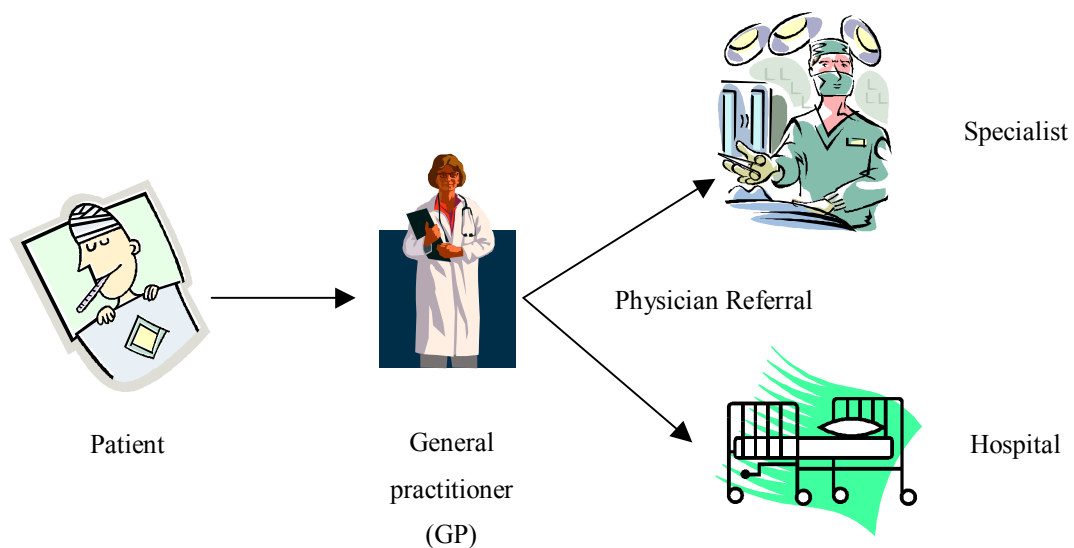 Specialist
Physician Referral
Patient
General
practitioner
(GP)
Hospital